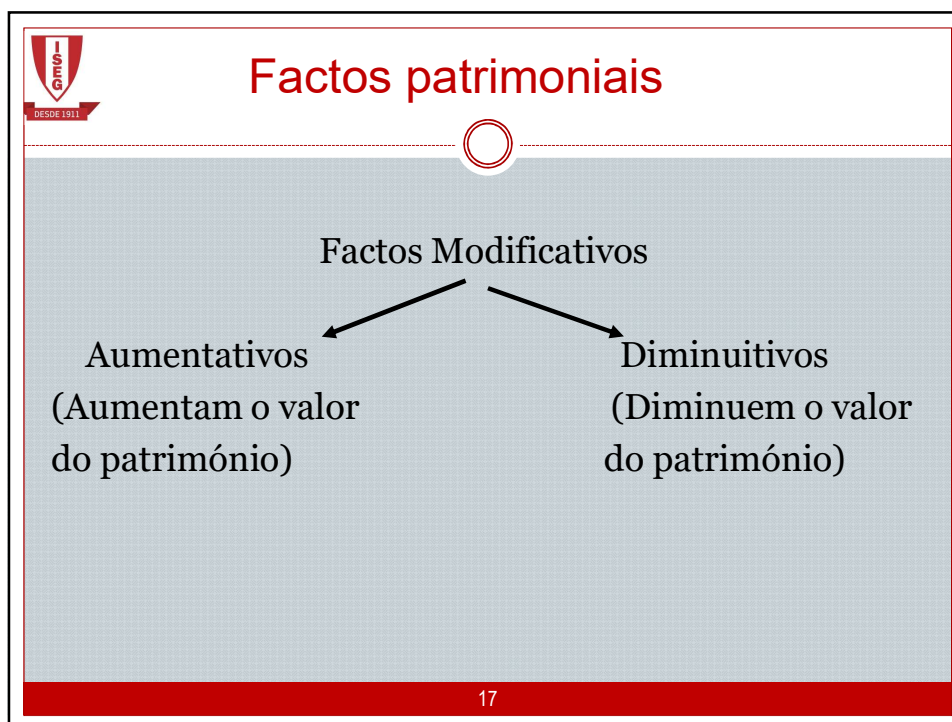 ISEG
DESDE 1911
Factos patrimoniais
Factos Modificativos
Aumentativos
(Aumentam o valor
do património)
Diminuitivos
(Diminuem o valor
do património)
17